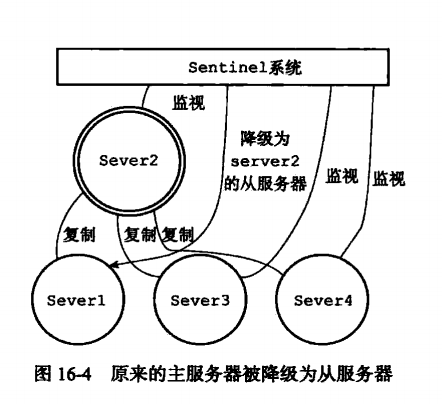 Sentinel系统
监视
Sever2
降级为
server2
的从服务器
监视
监视
复制
复制
复制
Sever1
Sever3
Sever4
图 16-4 原来的主服务器被降级为从服务器